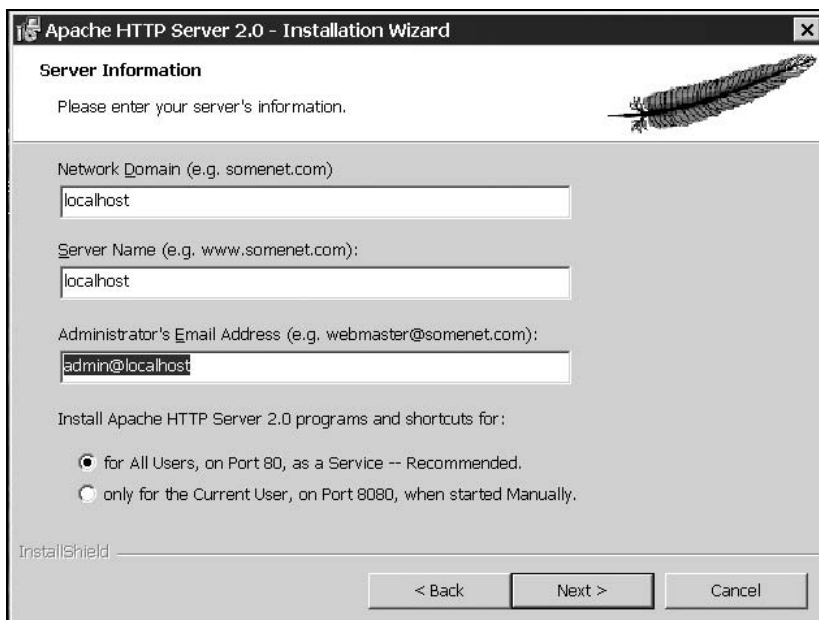 Apache HTTP Server 2.0 - Installation Wizard
Server Information
Please enter your server's information.
Network Domain (e.g. somenet.com)
localhost
Server Name (e.g. www.somenet.com):
localhost
Administrator's Email Address (e.g. webmaster@somenet.com):
admin@localhost
Install Apache HTTP Server 2.0 programs and shortcuts for:
for All Users, on Port 80, as a Service -- Recommended.
only for the Current User, on Port 8080, when started Manually.
InstallShield
< Back Next > Cancel